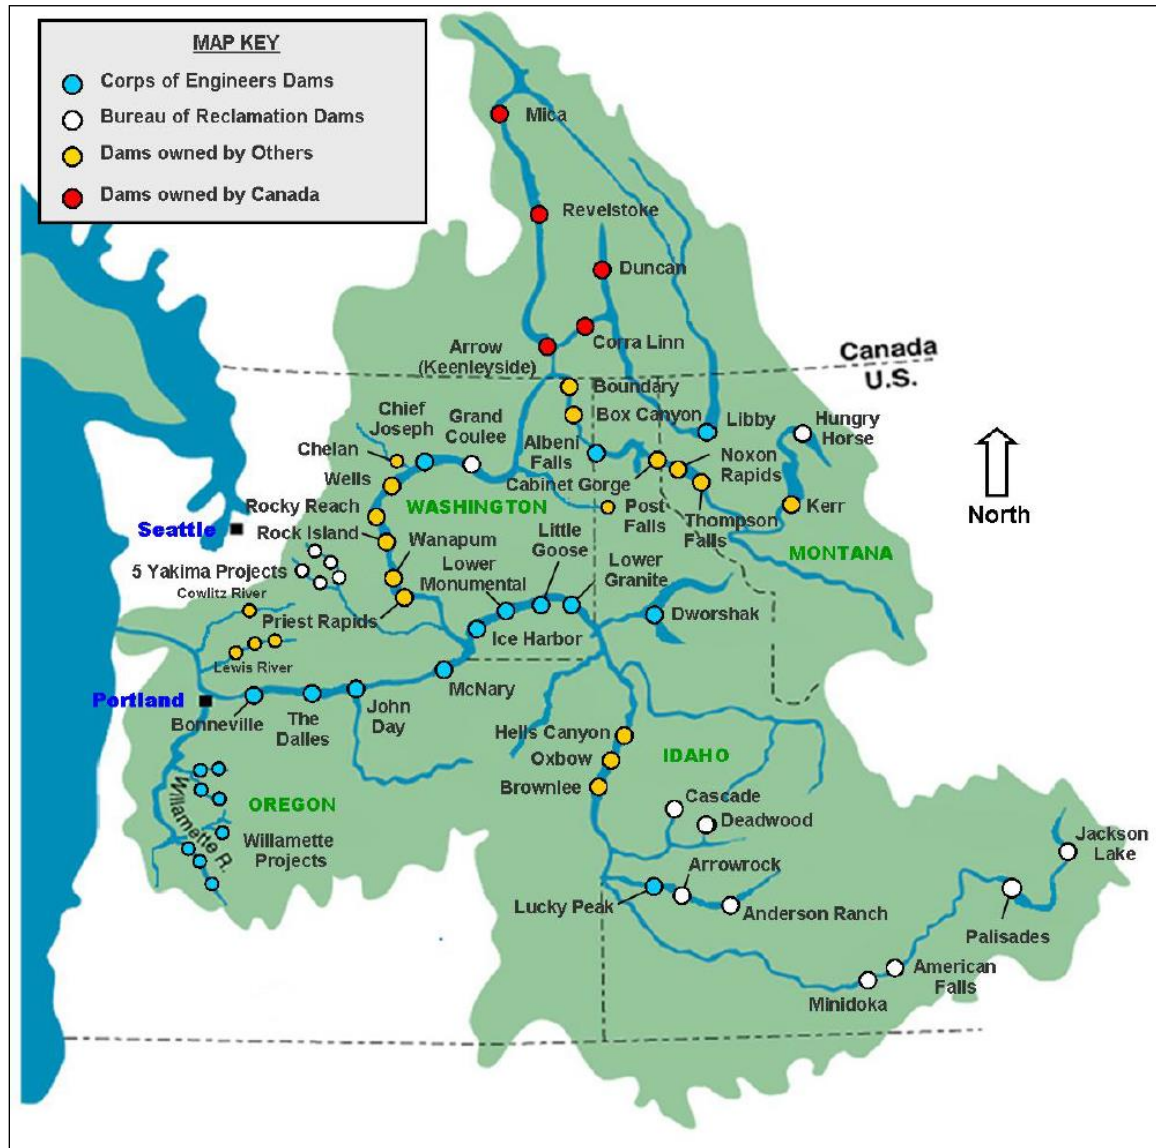 MAP KEY
Corps of Engineers Dams
Bureau of Reclamation Dams
Dams owned by Others
Dams owned by Canada
Mica
Revelstoke
Duncan
Corra Linn
Arrow
(Keenleyside)
Canada
U.S.
Boundary
Box Canyon
Libby
Hungry
Horse
Chief
Joseph
Grand
Coulee
Albeni
Falls
Chelan
Noxon
Rapids
Wells
Cabinet Gorge
Kerr
Rocky Reach
WASHINGTON
Post
Falls
Thompson
Falls
North
Seattle
Rock Island
Wanapum
Little
Goose
MONTANA
5 Yakima Projects
Lower
Monumental
Lower
Granite
Cowlitz River
Priest Rapids
Ice Harbor
Dworshak
Lewis River
McNary
Portland
Bonneville
The
Dalles
John
Day
Hells Canyon
Oxbow
IDAHO
Brownlee
Cascade
Deadwood
OREGON
Willamette R.
Willamette
Projects
Jackson
Lake
Arrowrock
Lucky Peak
Anderson Ranch
Palisades
American
Falls
Minidoka